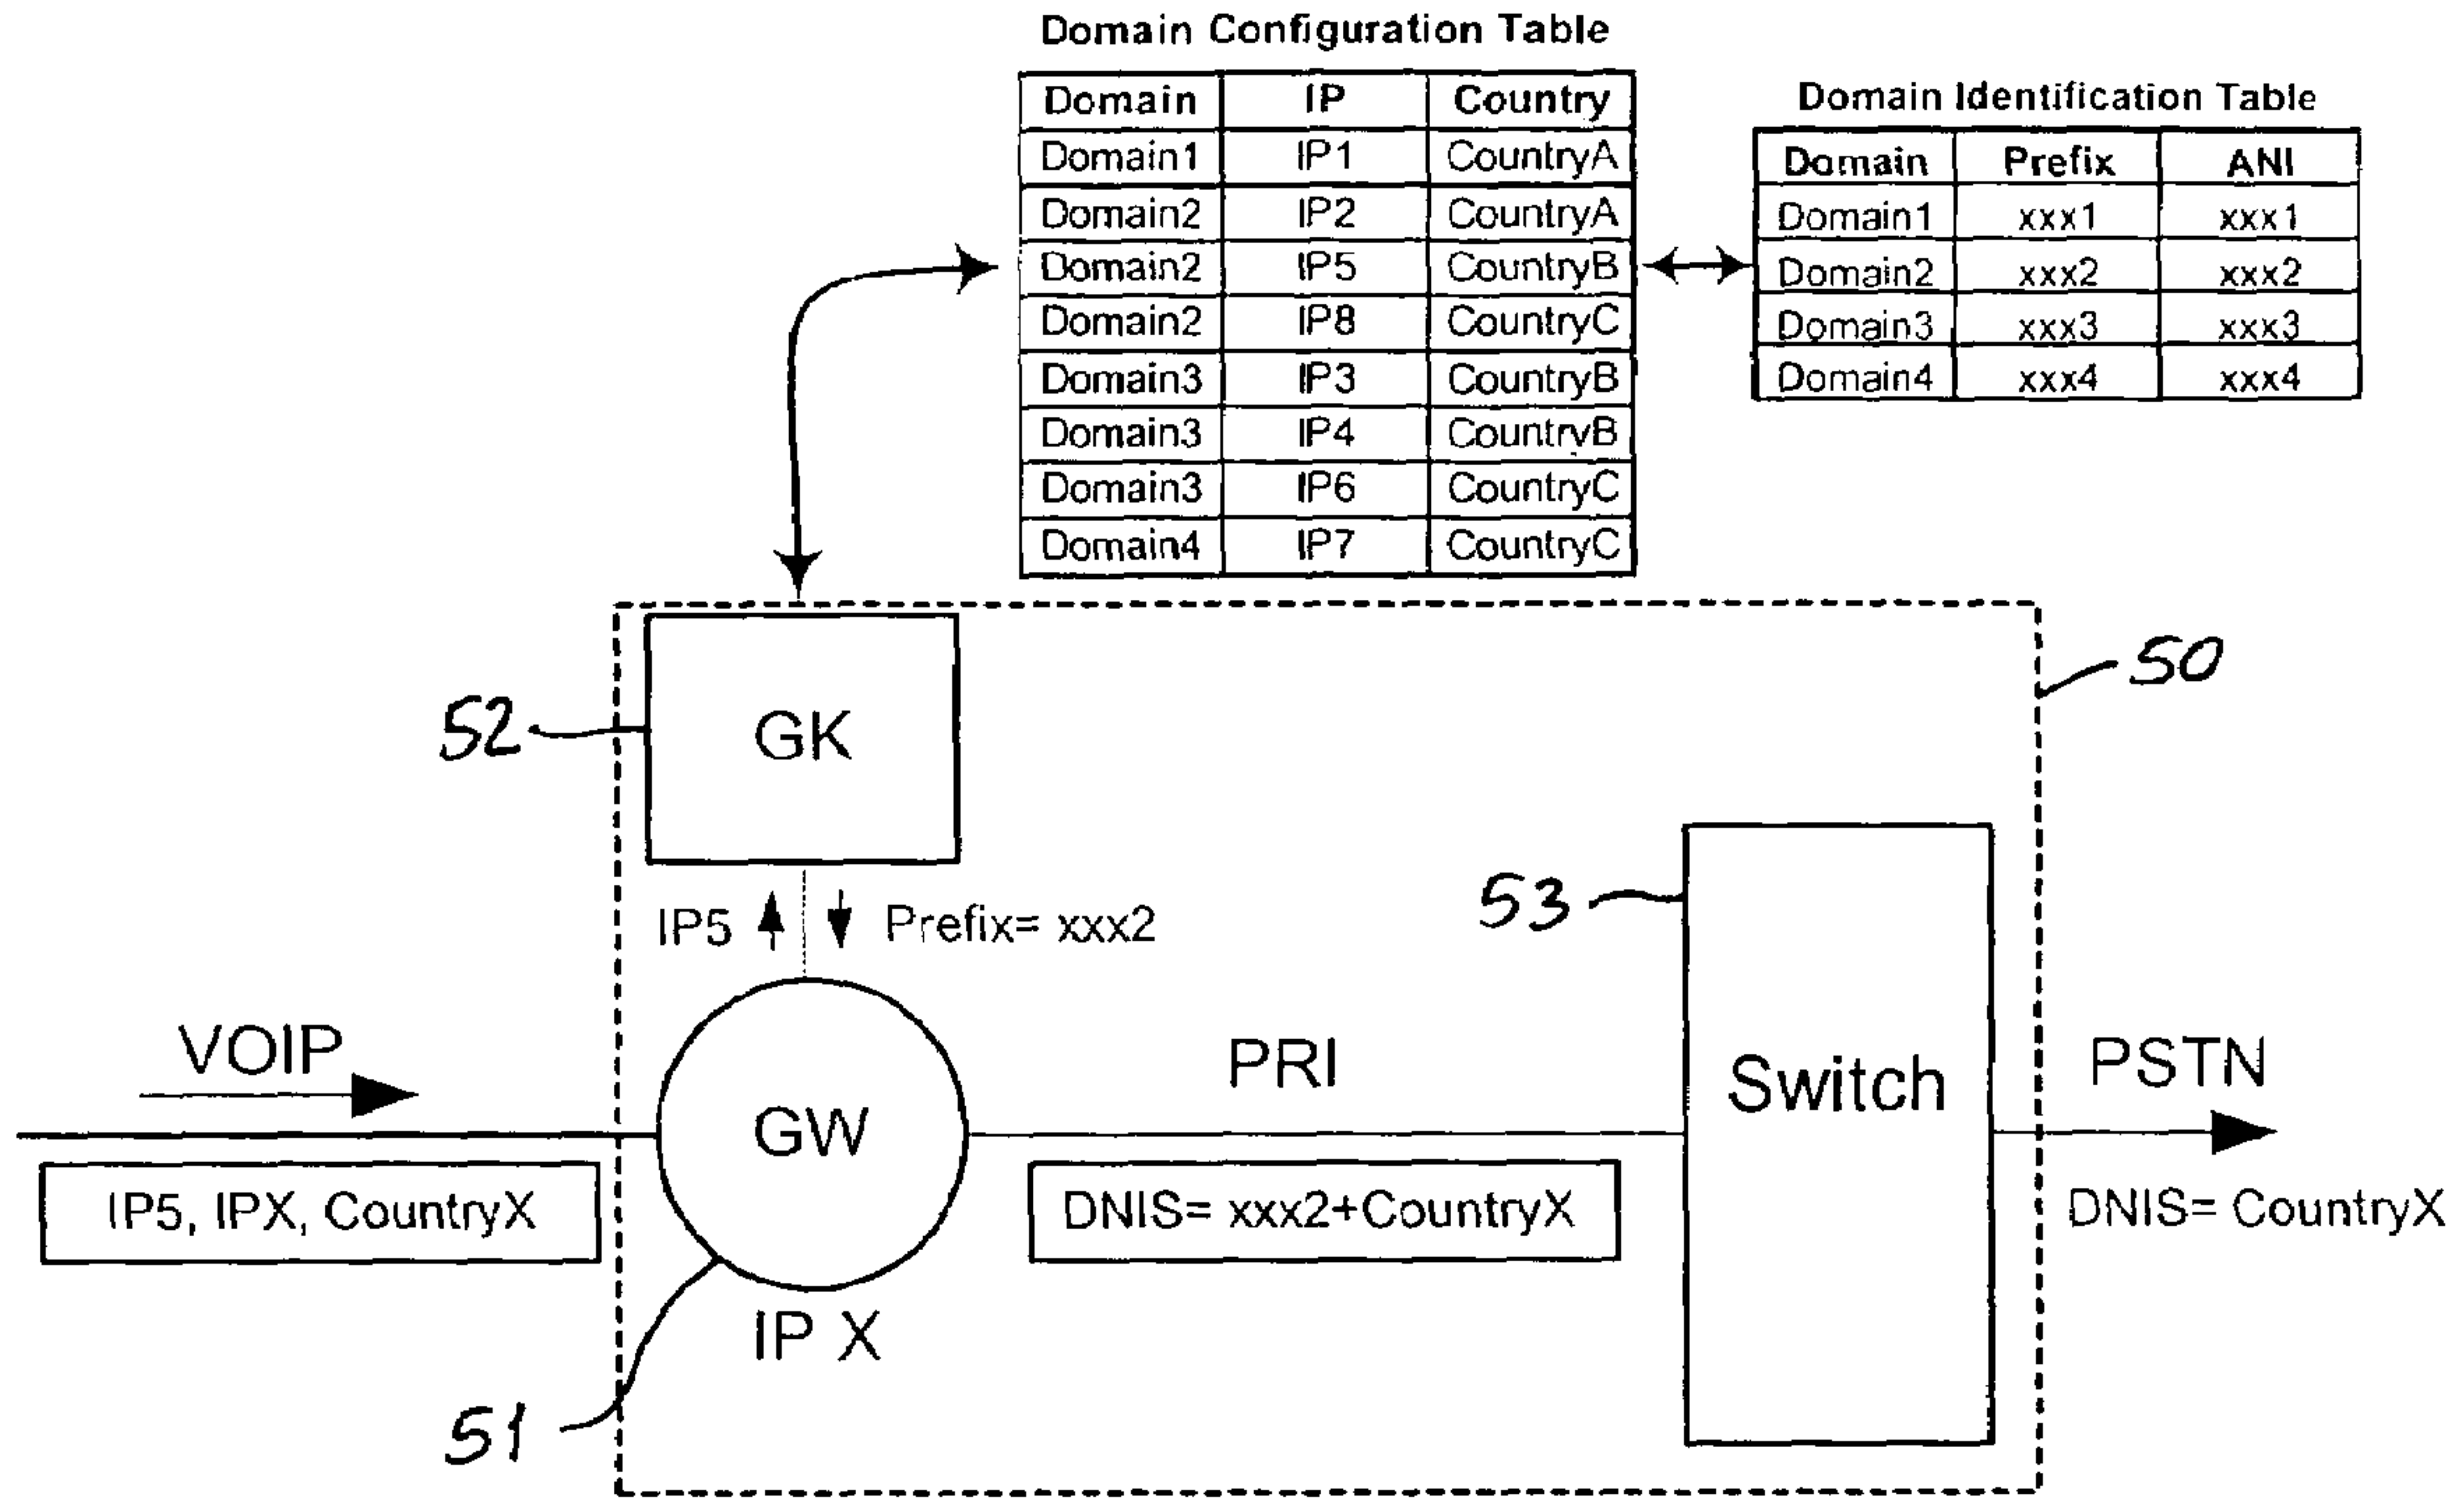 Domain Configuration Table
Domain IP Country
Domain1 IP1 CountryA
Domain2 IP2 CountryA
Domain2 IP5 CountryB
Domain2 IP8 CountryC
Domain3 IP3 CountryB
Domain3 IP4 CountryB
Domain3 IP6 CountryC
Domain4 IP7 CountryC
Domain Identification Table
Domain Prefix ANI
Domain1 xxx1 xxx1
Domain2 xxx2 xxx2
Domain3 xxx3 xxx3
Domain4 xxx4 xxx4
50
52
GK
53
IP5
Prefix= xxx2
VOIP
GW
PRI
Switch
PSTN
IP5, IPX, CountryX
DNIS= xxx2+CountryX
DNIS= CountryX
IP X
51